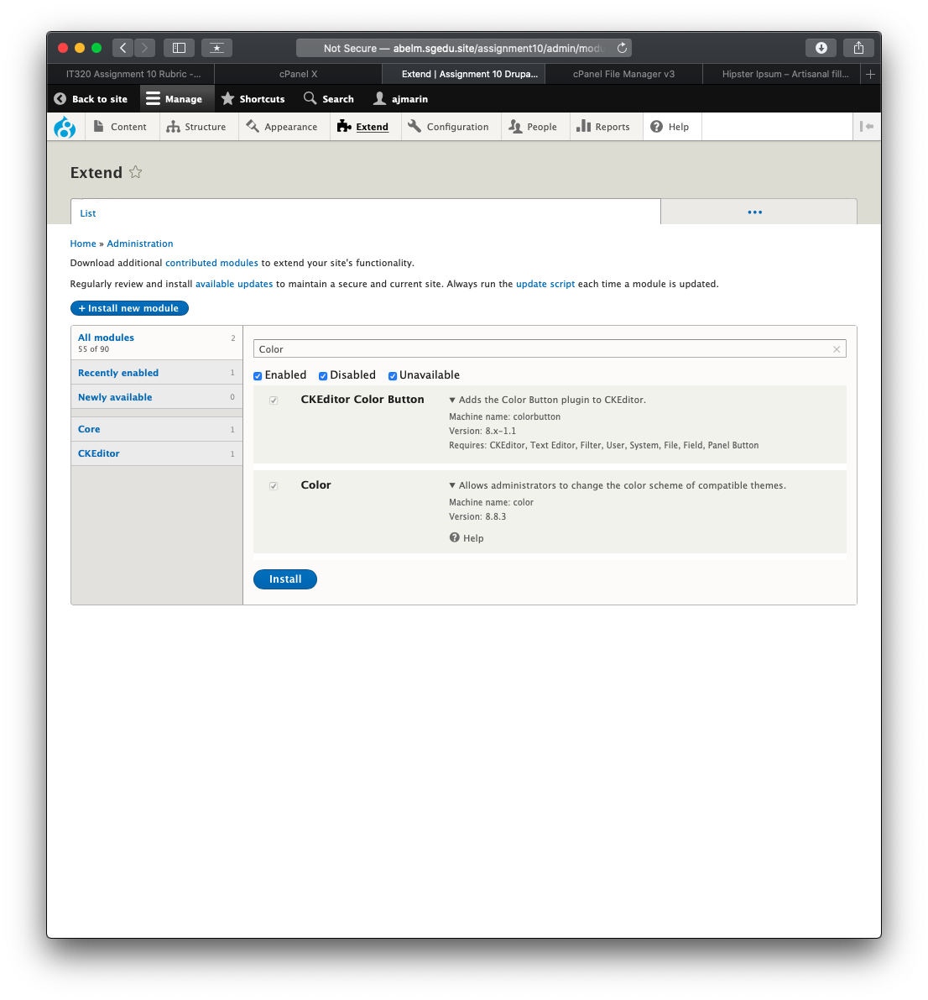 Not Secure — abelm.sgedu.site/assignment10/admin/modu
IT320 Assignment 10 Rubric -... cPanel X Extend | Assignment 10 Drupa... cPanel File Manager v3 Hipster Ipsum – Artisanal fill...
Back to site Manage Shortcuts Search ajmarin
Content Structure Appearance Extend Configuration People Reports Help
Extend
List •••
Home » Administration
Download additional contributed modules to extend your site's functionality.
Regularly review and install available updates to maintain a secure and current site. Always run the update script each time a module is updated.
+ Install new module
All modules 2
55 of 90
Recently enabled 1
Newly available 0
Core 1
CKEditor 1
Color
Enabled Disabled Unavailable
CKEditor Color Button ▼ Adds the Color Button plugin to CKEditor.
Machine name: colorbutton
Version: 8.x-1.1
Requires: CKEditor, Text Editor, Filter, User, System, File, Field, Panel Button
Color ▼ Allows administrators to change the color scheme of compatible themes.
Machine name: color
Version: 8.8.3
Help
Install